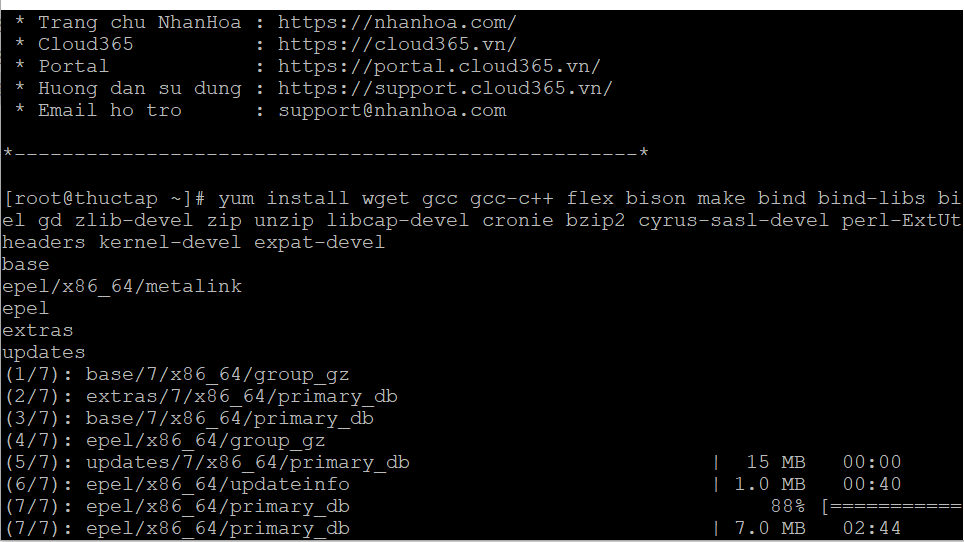 * Trang chu NhanHoa : https://nhanhoa.com/
* Cloud365 : https://cloud365.vn/
* Portal : https://portal.cloud365.vn/
* Huong dan su dung : https://support.cloud365.vn/
* Email ho tro : support@nhanhoa.com
*----------------------------------------------------*
[root@thuctap ~]# yum install wget gcc gcc-c++ flex bison make bind bind-libs bi
el gd zlib-devel zip unzip libcap-devel cronie bzip2 cyrus-sasl-devel perl-ExtUt
headers kernel-devel expat-devel
base
epel/x86_64/metalink
epel
extras
updates
(1/7): base/7/x86_64/group_gz
(2/7): extras/7/x86_64/primary_db
(3/7): base/7/x86_64/primary_db
(4/7): epel/x86_64/group_gz
(5/7): updates/7/x86_64/primary_db | 15 MB 00:00
(6/7): epel/x86_64/updateinfo | 1.0 MB 00:40
(7/7): epel/x86_64/primary_db 88% [===========
(7/7): epel/x86_64/primary_db | 7.0 MB 02:44